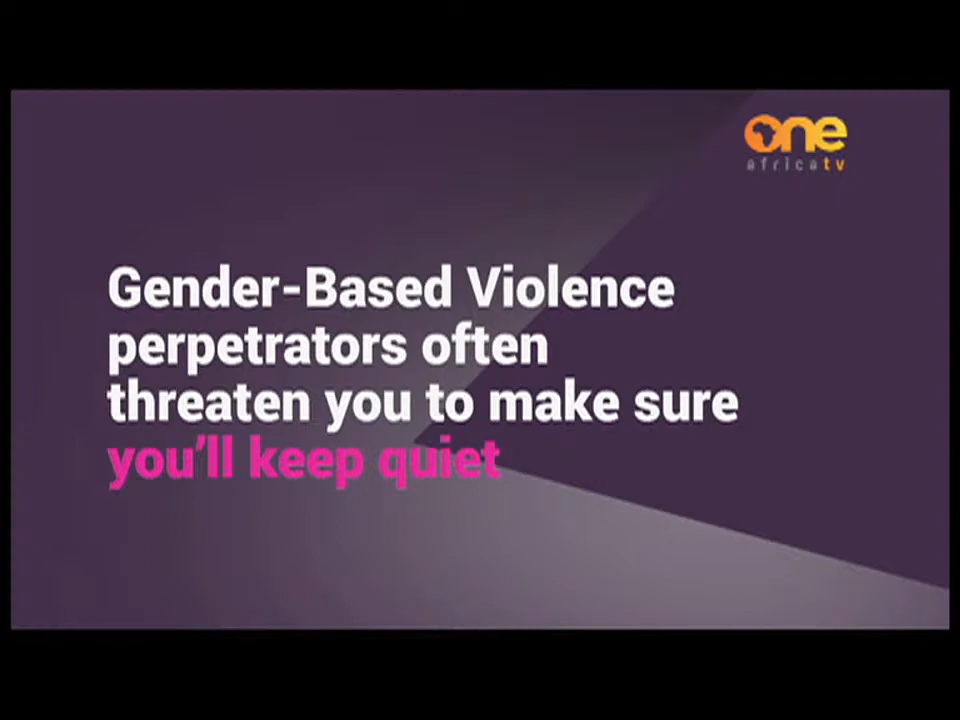 one
africatv
Gender-Based Violence
perpetrators often
threaten you to make sure
you'll keep quiet